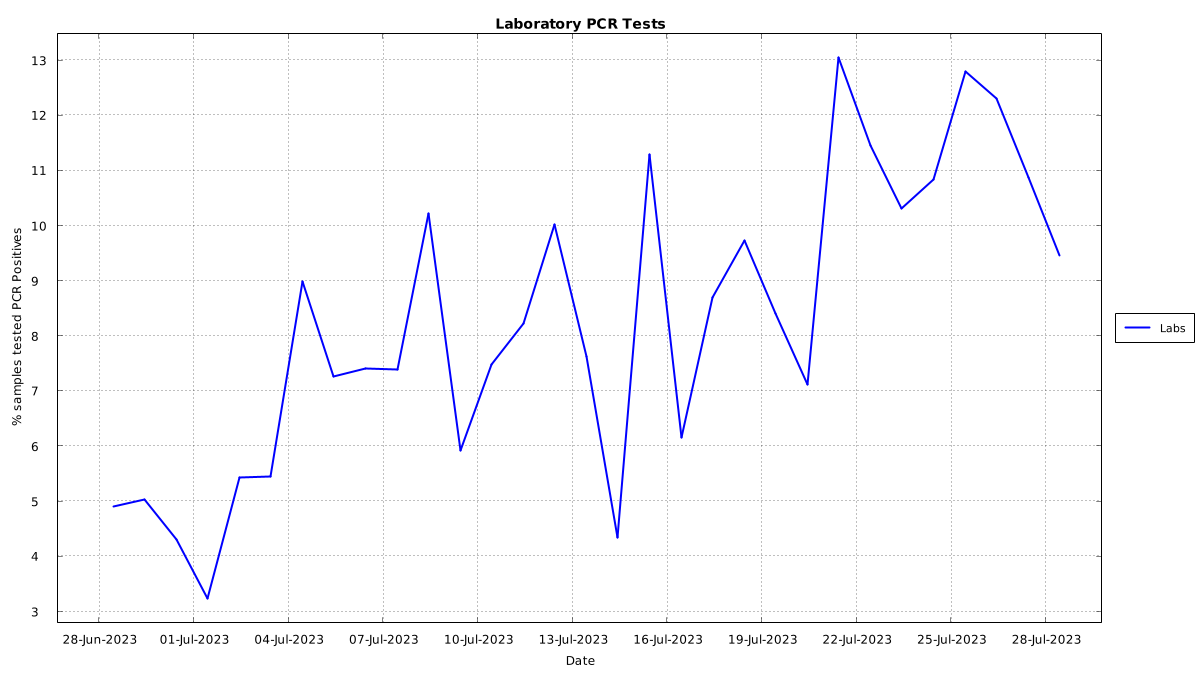 Laboratory PCR Tests
13
12
11
10
9
8
7
6
5
4
3
% samples tested PCR Positives
28-Jun-2023 01-Jul-2023 04-Jul-2023 07-Jul-2023 10-Jul-2023 13-Jul-2023 16-Jul-2023 19-Jul-2023 22-Jul-2023 25-Jul-2023 28-Jul-2023
Date
Labs